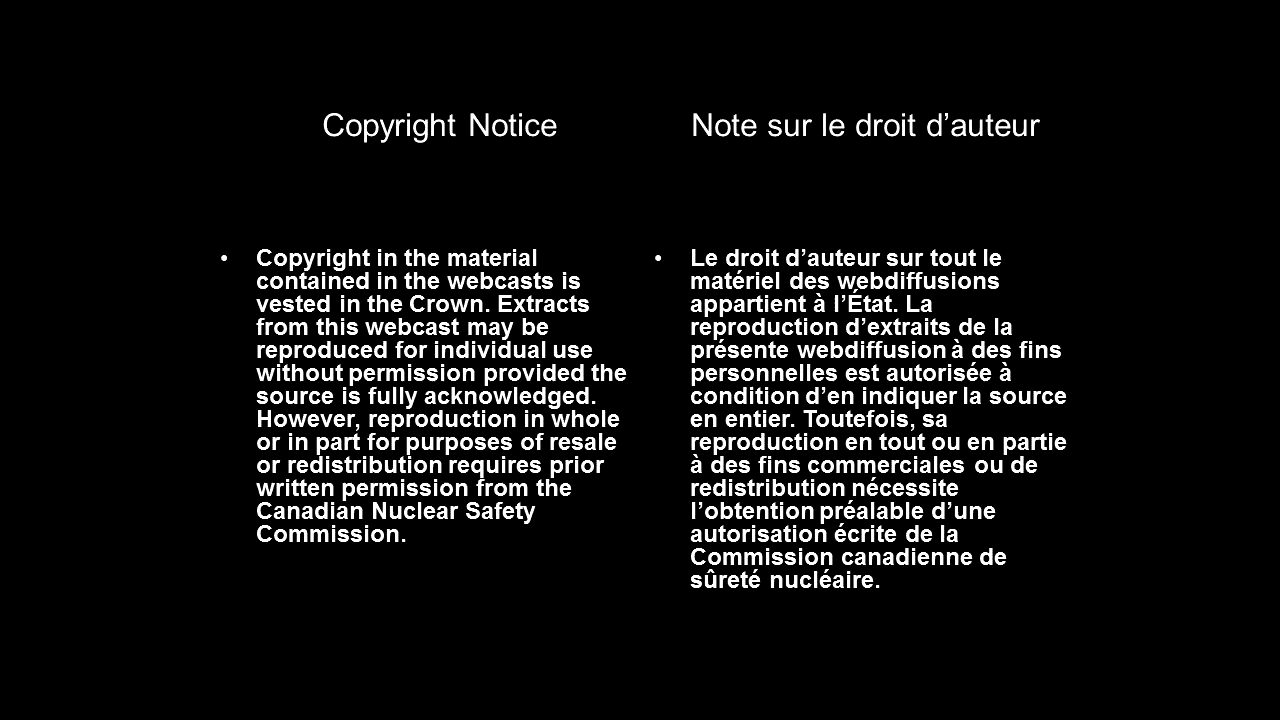 Copyright Notice
• Copyright in the material
contained in the webcasts is
vested in the Crown. Extracts
from this webcast may be
reproduced for individual use
without permission provided the
source is fully acknowledged.
However, reproduction in whole
or in part for purposes of resale
or redistribution requires prior
written permission from the
Canadian Nuclear Safety
Commission.
Note sur le droit d’auteur
• Le droit d’auteur sur tout le
matériel des webdiffusions
appartient à l’État. La
reproduction d’extraits de la
présente webdiffusion à des fins
personnelles est autorisée à
condition d’en indiquer la source
en entier. Toutefois, sa
reproduction en tout ou en partie
à des fins commerciales ou de
redistribution nécessite
l’obtention préalable d’une
autorisation écrite de la
Commission canadienne de
sûreté nucléaire.